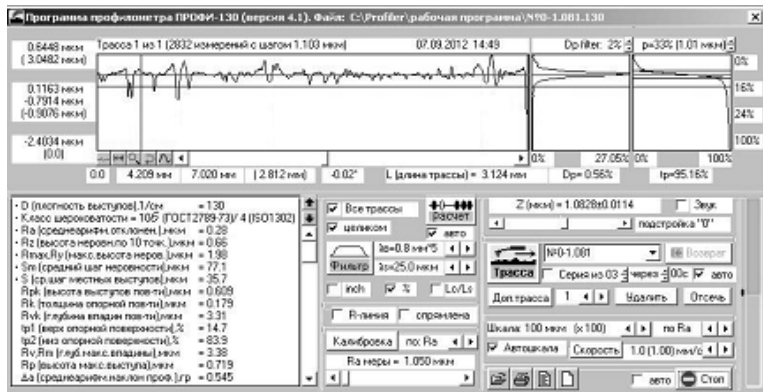 Программа профилометра ПРОФИ-130 (версия 4.1). Файл: C:\Profiler\рабочая программа\№0-1.081.130
0.6448 мкм
(3.0482 мкм)
0.1163 мкм
-0.7914 мкм
(-0.9076 мкм)
-2.4034 мкм
(0.0)
Трасса 1 из 1 (2832 измерений с шагом 1.103 мкм) 07.09.2012 14:49 Dp filter: 2% p=33% (1.01 мкм)
0%
16%
24%
100%
0% 27.05% 0% 100%
0.0 4.209 мм 7.020 мм (2.812 мм) -0.02° L (длина трассы) = 3.124 мм Dp= 0.56% tp=95.16%
· D (плотность выступов),1/см = 130
· Класс шероховатости = 10б (ГОСТ2789-73)/ 4 (ISO1302)
· Ra (среднеарифм.отклонен.),мкм = 0.28
· Rz (высота неровн.по 10 точк.),мкм = 0.66
· Rmax,Ry (макс.высота неров.),мкм = 1.98
· Sm (средний шаг неровности),мкм = 77.1
· S (ср.шаг местных выступов),мкм = 35.7
Rpk (высота выступов пов-ти),мкм = 0.609
Rk (толщина опорной пов-ти),мкм = 0.179
Rvk (глубина впадин пов-ти),мкм = 3.31
tp1 (верх опорной поверхности),% = 14.7
tp2 (низ опорной поверхности),% = 83.9
Rv,Rm (глуб.макс.впадины),мкм = 3.38
Rp (высота макс.выступа),мкм = 0.719
Δa (среднеарифм.наклон проф.),гр = 0.545
Все трассы
расчет
целиком
авто
λв=0.8 мм*5
Фильтр
λs=25.0 мкм
inch
%
Lo/Ls
R-линия
спрямлена
Калибровка
по: Ra
Ra меры = 1.050 мкм
Z (мкм) = 1.0828±0.0114
Звук
подстройка "0"
Трасса
№0-1.081
Возврат
Серия из 03 через 00с
авто
Доп.трасса 1
Удалить
Отсечь
Шкала: 100 мкм (x100)
по Ra
Автошкала
Скорость
1.0 (1.00) мм/с
авто
Стоп